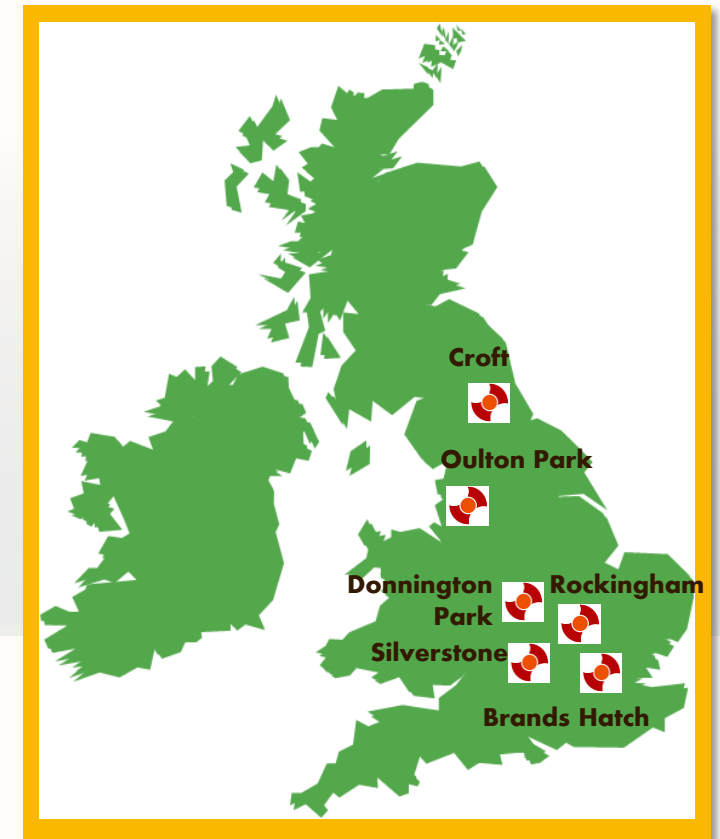 Croft
Oulton Park
Donnington
Park
Rockingham
Silverstone
Brands Hatch